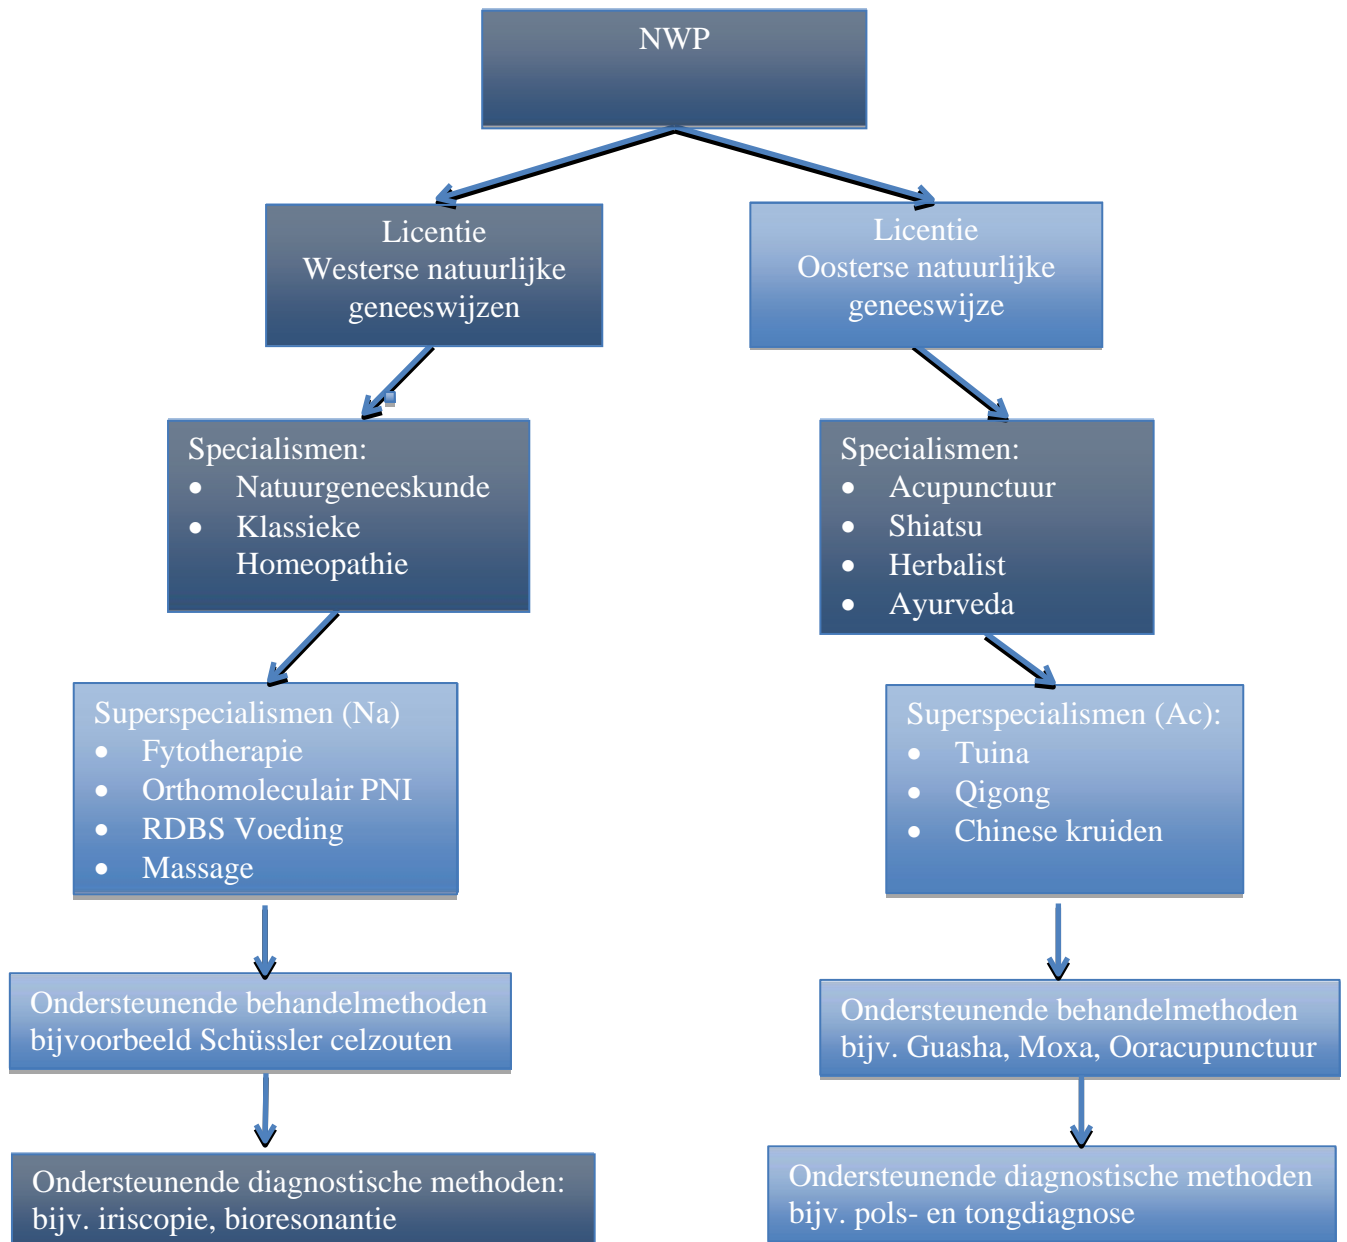 NWP
Licentie
Westerse natuurlijke
geneeswijzen
Licentie
Oosterse natuurlijke
geneeswijze
Specialismen:
• Natuurgeneeskunde
• Klassieke
Homeopathie
Specialismen:
• Acupunctuur
• Shiatsu
• Herbalist
• Ayurveda
Superspecialismen (Na)
• Fytotherapie
• Orthomoleculair PNI
• RDBS Voeding
• Massage
Superspecialismen (Ac):
• Tuina
• Qigong
• Chinese kruiden
Ondersteunende behandelmethoden
bijvoorbeeld Schüssler celzouten
Ondersteunende behandelmethoden
bijv. Guasha, Moxa, Ooracupunctuur
Ondersteunende diagnostische methoden:
bijv. iriscopie, bioresonantie
Ondersteunende diagnostische methoden
bijv. pols- en tongdiagnose